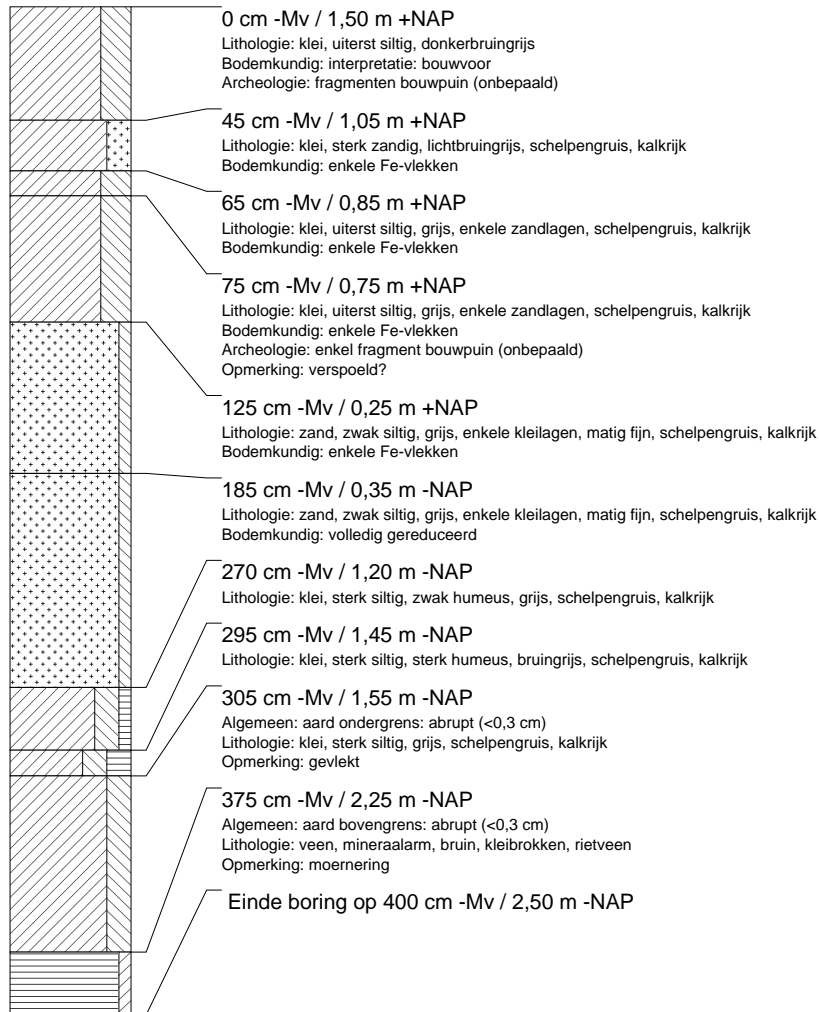 0 cm -Mv / 1,50 m +NAP
Lithologie: klei, uiterst siltig, donkerbruingrijs
Bodemkundig: interpretatie: bouwvoor
Archeologie: fragmenten bouwpuin (onbepaald)
45 cm -Mv / 1,05 m +NAP
Lithologie: klei, sterk zandig, lichtbruingrijs, schelpengruis, kalkrijk
Bodemkundig: enkele Fe-vlekken
65 cm -Mv / 0,85 m +NAP
Lithologie: klei, uiterst siltig, grijs, enkele zandlagen, schelpengruis, kalkrijk
Bodemkundig: enkele Fe-vlekken
75 cm -Mv / 0,75 m +NAP
Lithologie: klei, uiterst siltig, grijs, enkele zandlagen, schelpengruis, kalkrijk
Bodemkundig: enkele Fe-vlekken
Archeologie: enkel fragment bouwpuin (onbepaald)
Opmerking: verspoeld?
125 cm -Mv / 0,25 m +NAP
Lithologie: zand, zwak siltig, grijs, enkele kleilagen, matig fijn, schelpengruis, kalkrijk
Bodemkundig: enkele Fe-vlekken
185 cm -Mv / 0,35 m -NAP
Lithologie: zand, zwak siltig, grijs, enkele kleilagen, matig fijn, schelpengruis, kalkrijk
Bodemkundig: volledig gereduceerd
270 cm -Mv / 1,20 m -NAP
Lithologie: klei, sterk siltig, zwak humeus, grijs, schelpengruis, kalkrijk
295 cm -Mv / 1,45 m -NAP
Lithologie: klei, sterk siltig, sterk humeus, bruingrijs, schelpengruis, kalkrijk
305 cm -Mv / 1,55 m -NAP
Algemeen: aard ondergrens: abrupt (<0,3 cm)
Lithologie: klei, sterk siltig, grijs, schelpengruis, kalkrijk
Opmerking: gevlekt
375 cm -Mv / 2,25 m -NAP
Algemeen: aard bovengrens: abrupt (<0,3 cm)
Lithologie: veen, mineraalarm, bruin, kleibrokken, rietveen
Opmerking: moernering
Einde boring op 400 cm -Mv / 2,50 m -NAP